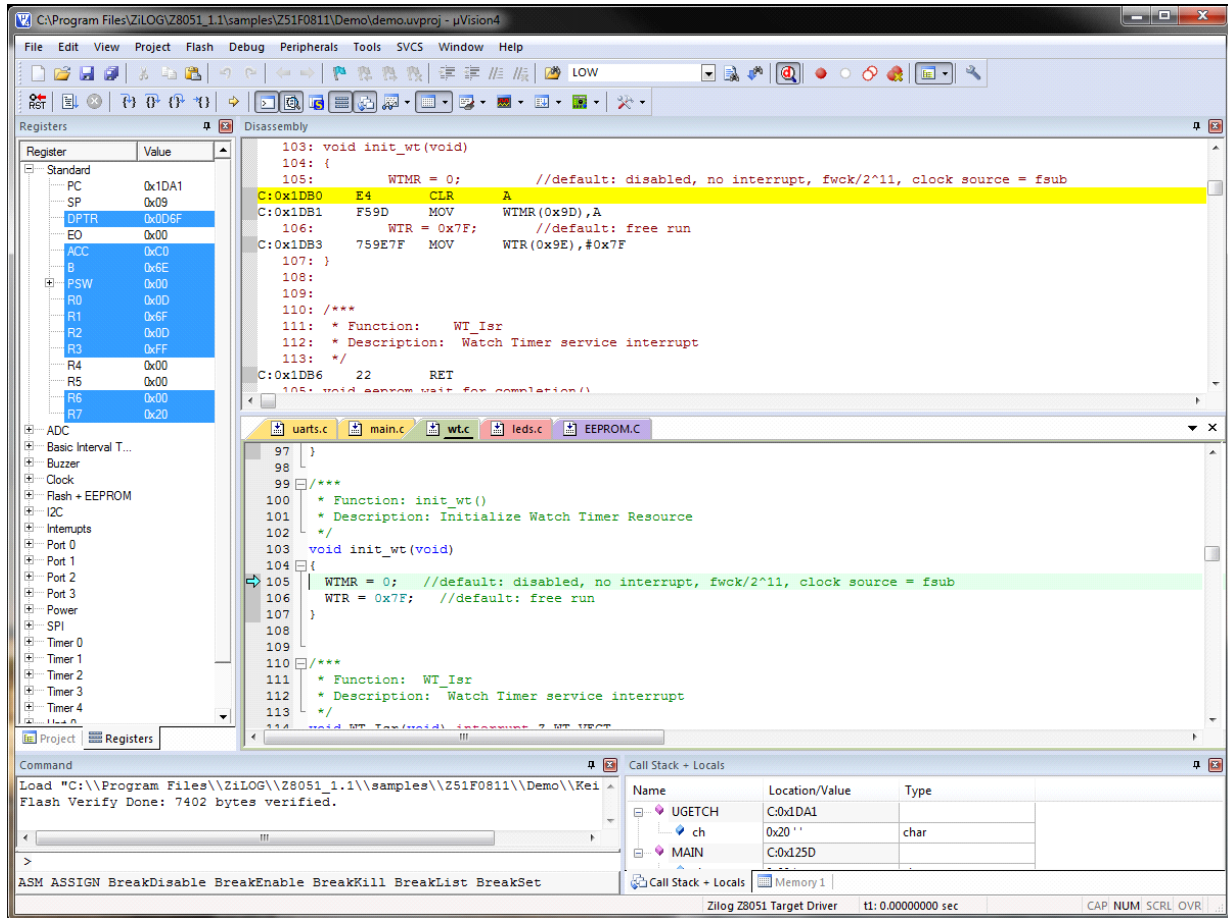 C:\Program Files\ZiLOG\Z8051_1.1\samples\Z51F0811\Demo\demo.uvproj - µVision4
File Edit View Project Flash Debug Peripherals Tools SVCS Window Help
LOW
RST
Registers
Register Value
Standard
PC 0x1DA1
SP 0x09
DPTR 0x0D6F
EO 0x00
ACC 0xC0
B 0x6E
PSW 0x00
R0 0x0D
R1 0x6F
R2 0x0D
R3 0xFF
R4 0x00
R5 0x00
R6 0x00
R7 0x20
ADC
Basic Interval T...
Buzzer
Clock
Flash + EEPROM
I2C
Interrupts
Port 0
Port 1
Port 2
Port 3
Power
SPI
Timer 0
Timer 1
Timer 2
Timer 3
Timer 4
Project Registers
Disassembly
103: void init_wt(void)
104: {
105: WTMR = 0; //default: disabled, no interrupt, fwck/2^11, clock source = fsub
C:0x1DB0 E4 CLR A
C:0x1DB1 F59D MOV WTMR(0x9D),A
106: WTR = 0x7F; //default: free run
C:0x1DB3 759E7F MOV WTR(0x9E),#0x7F
107: }
108:
109:
110: /***
111: * Function: WT_Isr
112: * Description: Watch Timer service interrupt
113: */
C:0x1DB6 22 RET
105: void eeprom_wait_for_completion()
uarts.c main.c wt.c leds.c EEPROM.C
97 }
98
99 /***
100 * Function: init_wt()
101 * Description: Initialize Watch Timer Resource
102 */
103 void init_wt(void)
104 {
105 WTMR = 0; //default: disabled, no interrupt, fwck/2^11, clock source = fsub
106 WTR = 0x7F; //default: free run
107 }
108
109
110 /***
111 * Function: WT_Isr
112 * Description: Watch Timer service interrupt
113 */
114 void WT_Isr(void) interrupt Z_WT_VECT
Command
Load "C:\\Program Files\\ZiLOG\\Z8051_1.1\\samples\\Z51F0811\\Demo\\Kei
Flash Verify Done: 7402 bytes verified.
>
ASM ASSIGN BreakDisable BreakEnable BreakKill BreakList BreakSet
Call Stack + Locals
Name Location/Value Type
UGETCH C:0x1DA1
ch 0x20 ' ' char
MAIN C:0x125D
Call Stack + Locals Memory 1
Zilog Z8051 Target Driver t1: 0.00000000 sec CAP NUM SCRL OVR